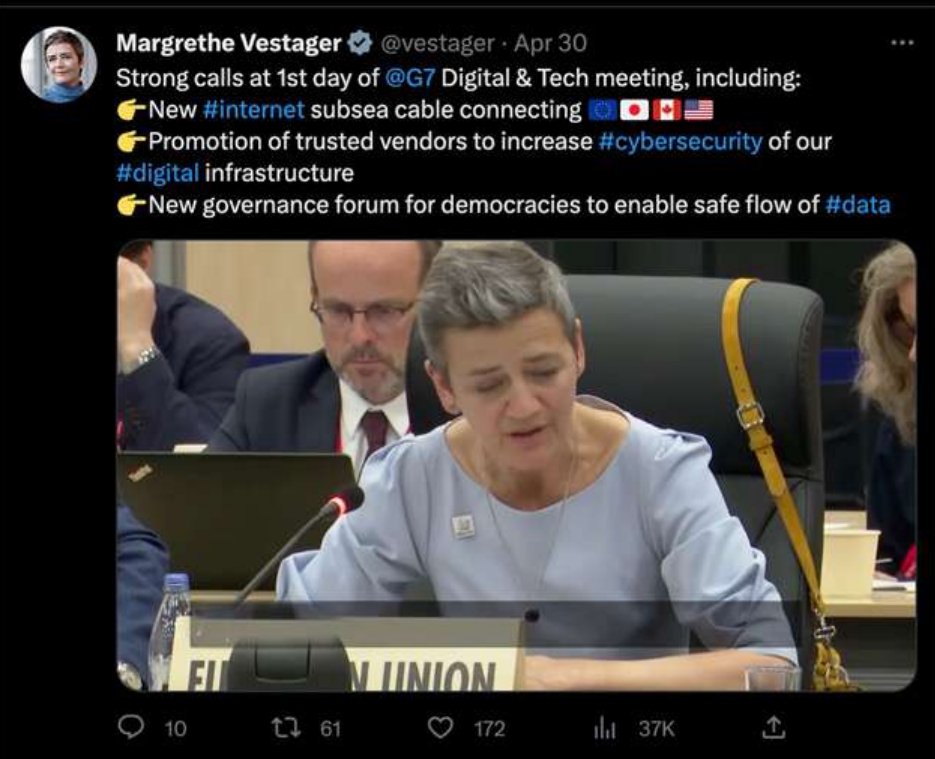 Margrethe Vestager @vestager · Apr 30
Strong calls at 1st day of @G7 Digital & Tech meeting, including:
👉New #internet subsea cable connecting 🇪🇺🇯🇵🇨🇦🇺🇸
👉Promotion of trusted vendors to increase #cybersecurity of our
#digital infrastructure
👉New governance forum for democracies to enable safe flow of #data
ThinkPad
UNION
10 61 172 37K